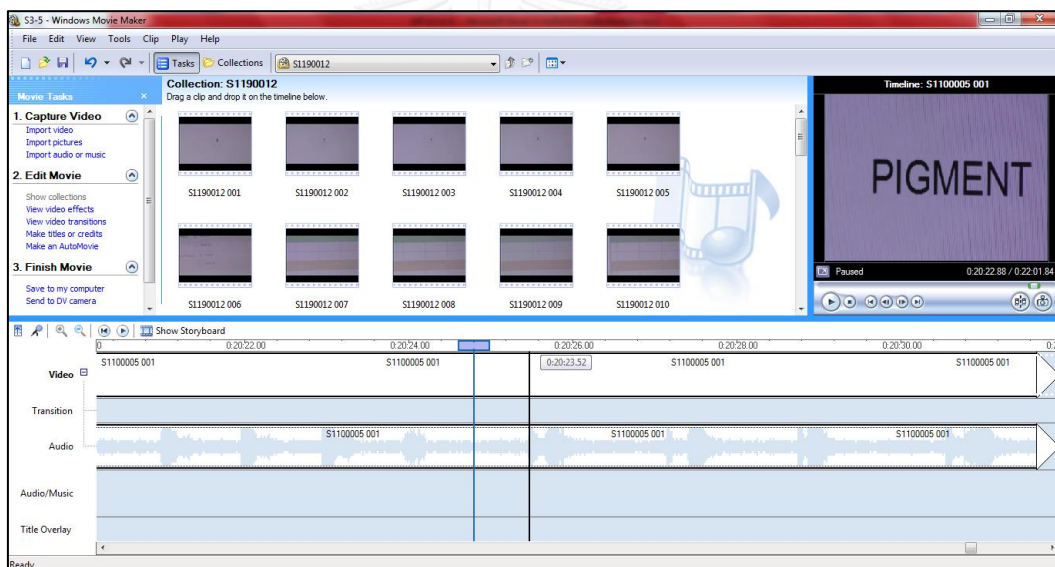 S3-5 - Windows Movie Maker
File Edit View Tools Clip Play Help
Tasks Collections S1190012
Movie Tasks ×
1. Capture Video
Import video
Import pictures
Import audio or music
2. Edit Movie
Show collections
View video effects
View video transitions
Make titles or credits
Make an AutoMovie
3. Finish Movie
Save to my computer
Send to DV camera
Collection: S1190012
Drag a clip and drop it on the timeline below.
S1190012 001 S1190012 002 S1190012 003 S1190012 004 S1190012 005
S1190012 006 S1190012 007 S1190012 008 S1190012 009 S1190012 010
Timeline: S1100005 001
PIGMENT
Paused 0:20:22.88 / 0:22:01.84
Show Storyboard
0:20:22.00 0:20:24.00 0:20:26.00 0:20:28.00 0:20:30.00
Video S1100005 001 S1100005 001 0:20:23.52 S1100005 001 S1100005 001
Transition
Audio S1100005 001 S1100005 001 S1100005 001
Audio/Music
Title Overlay
Ready